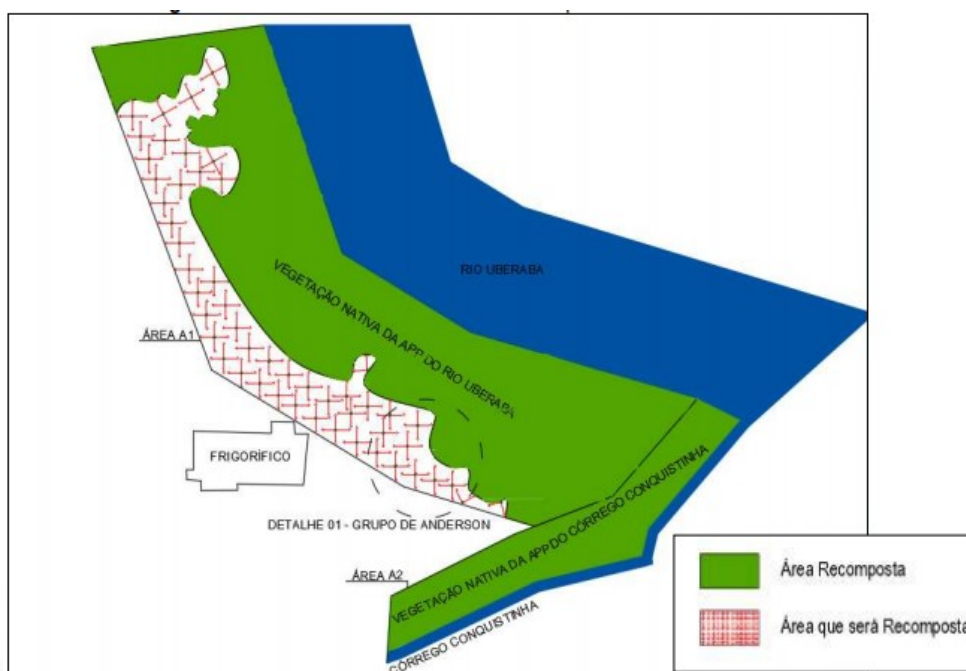 RIO UBERABA
VEGETAÇÃO NATIVA DA APP DO RIO UBERABA
ÁREA A1
FRIGORÍFICO
DETALHE 01 - GRUPO DE ANDERSON
VEGETAÇÃO NATIVA DA APP DO CÓRREGO CONQUISTINHA
ÁREA A2
CÓRREGO CONQUISTINHA
Área Recomposta
Área que será Recomposta